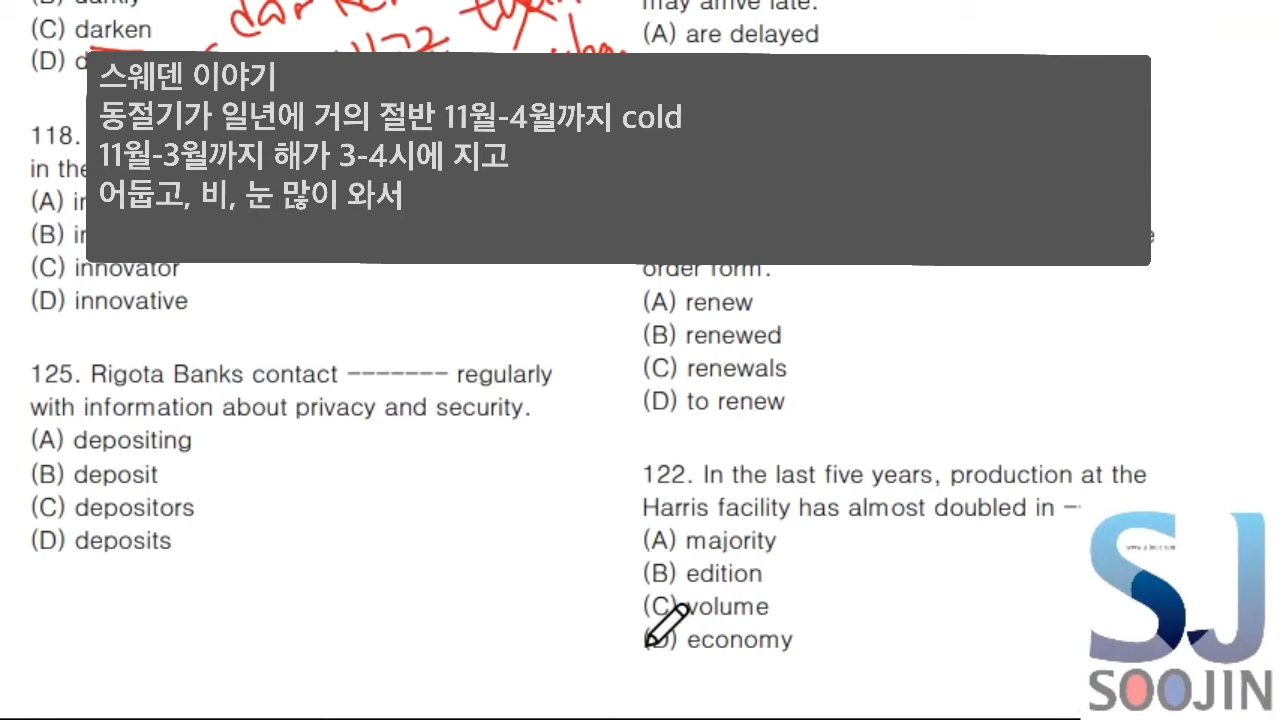 (C) darken
(D)
darken
스웨덴 이야기
동절기가 일년에 거의 절반 11월-4월까지 cold
11월-3월까지 해가 3-4시에 지고
어둡고, 비, 눈 많이 와서
118.
in the
(A)
(B)
(C) innovator
(D) innovative
125. Rigota Banks contact ------- regularly
with information about privacy and security.
(A) depositing
(B) deposit
(C) depositors
(D) deposits
may arrive late.
(A) are delayed
order form.
(A) renew
(B) renewed
(C) renewals
(D) to renew
122. In the last five years, production at the
Harris facility has almost doubled in
(A) majority
(B) edition
(C) volume
(D) economy
SJ
SOOJIN